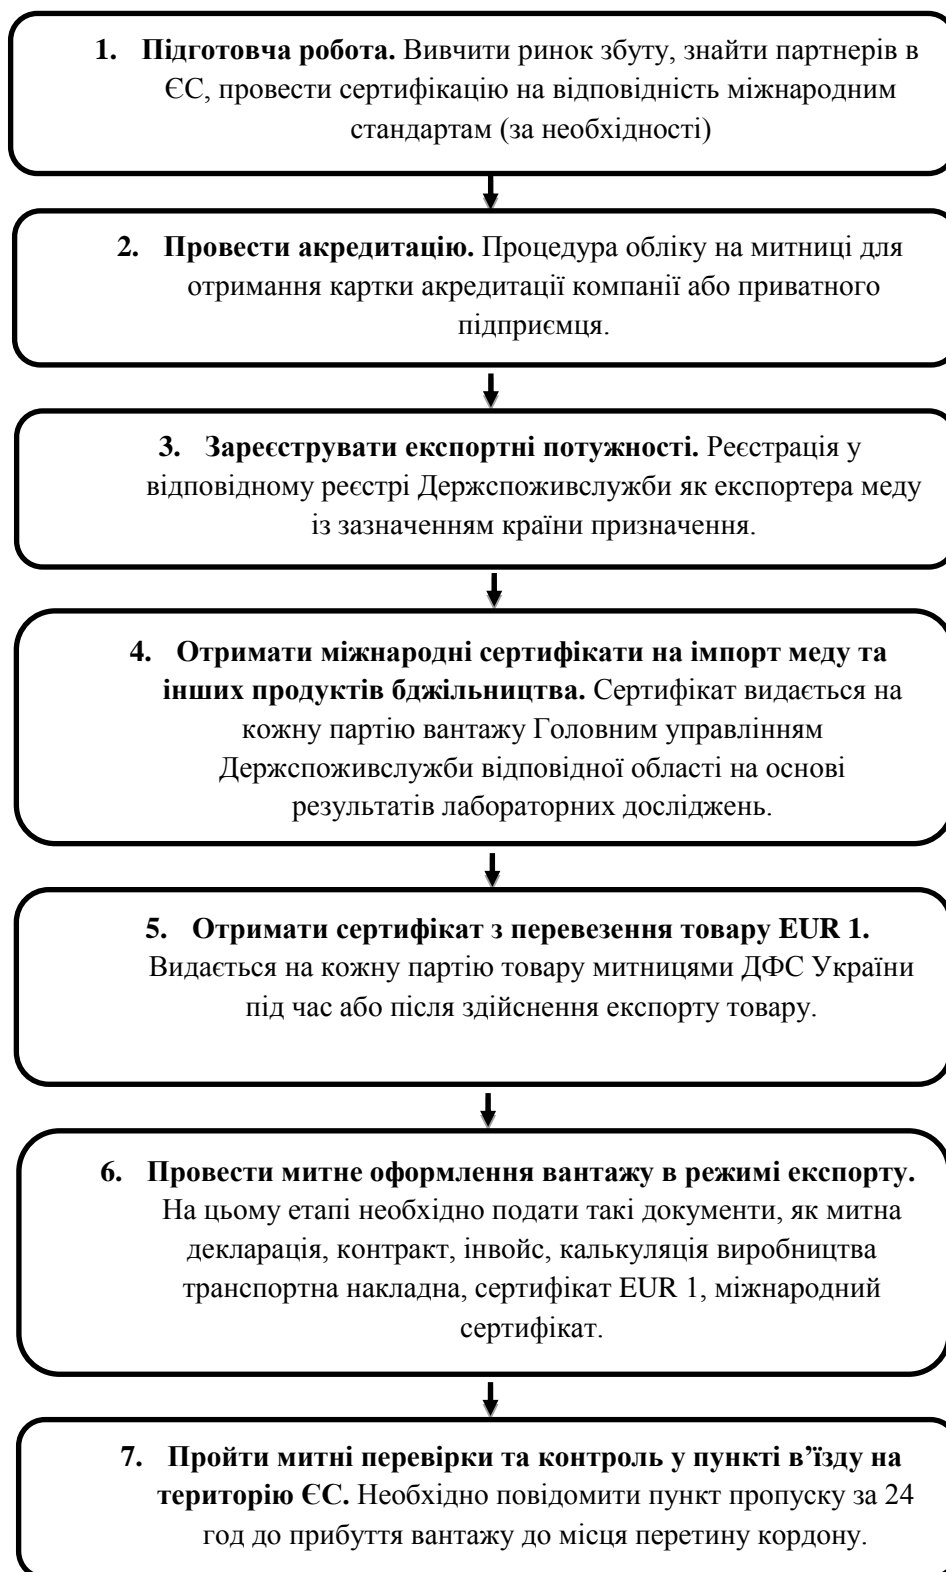 1. Підготовча робота. Вивчити ринок збуту, знайти партнерів в
ЄС, провести сертифікацію на відповідність міжнародним
стандартам (за необхідності)
2. Провести акредитацію. Процедура обліку на митниці для
отримання картки акредитації компанії або приватного
підприємця.
3. Зареєструвати експортні потужності. Реєстрація у
відповідному реєстрі Держспоживслужби як експортера меду
із зазначенням країни призначення.
4. Отримати міжнародні сертифікати на імпорт меду та
інших продуктів бджільництва. Сертифікат видається на
кожну партію вантажу Головним управлінням
Держспоживслужби відповідної області на основі
результатів лабораторних досліджень.
5. Отримати сертифікат з перевезення товару EUR 1.
Видається на кожну партію товару митницями ДФС України
під час або після здійснення експорту товару.
6. Провести митне оформлення вантажу в режимі експорту.
На цьому етапі необхідно подати такі документи, як митна
декларація, контракт, інвойс, калькуляція виробництва
транспортна накладна, сертифікат EUR 1, міжнародний
сертифікат.
7. Пройти митні перевірки та контроль у пункті в’їзду на
територію ЄС. Необхідно повідомити пункт пропуску за 24
год до прибуття вантажу до місця перетину кордону.